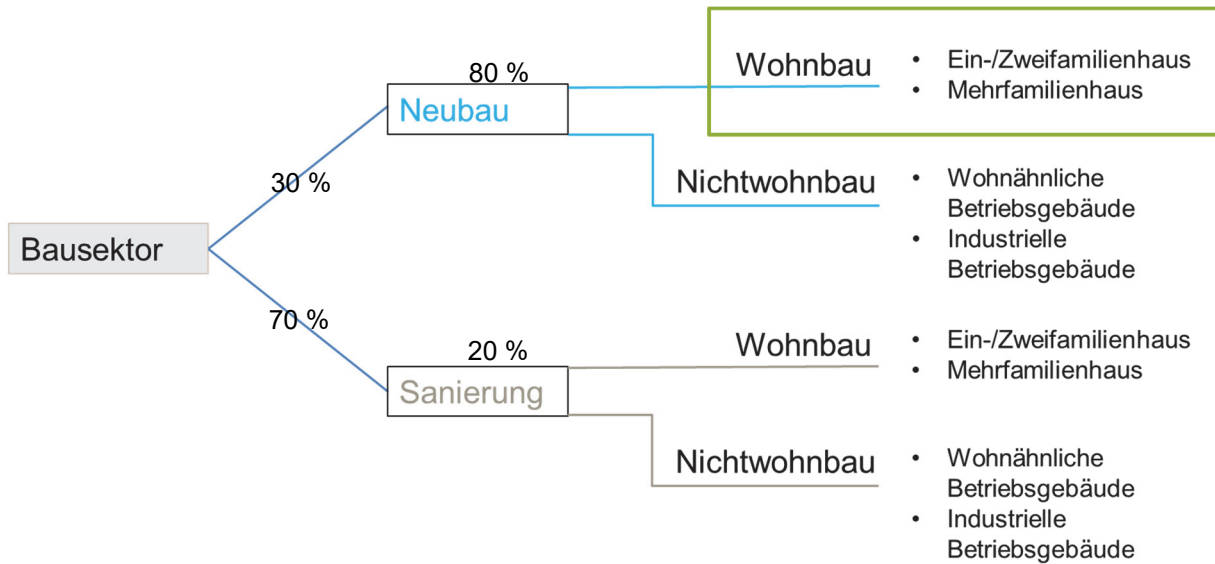 80 %
Wohnbau
• Ein-/Zweifamilienhaus
• Mehrfamilienhaus
Neubau
30 %
Nichtwohnbau
• Wohnähnliche
Betriebsgebäude
• Industrielle
Betriebsgebäude
Bausektor
70 %
20 %
Wohnbau
• Ein-/Zweifamilienhaus
• Mehrfamilienhaus
Sanierung
Nichtwohnbau
• Wohnähnliche
Betriebsgebäude
• Industrielle
Betriebsgebäude